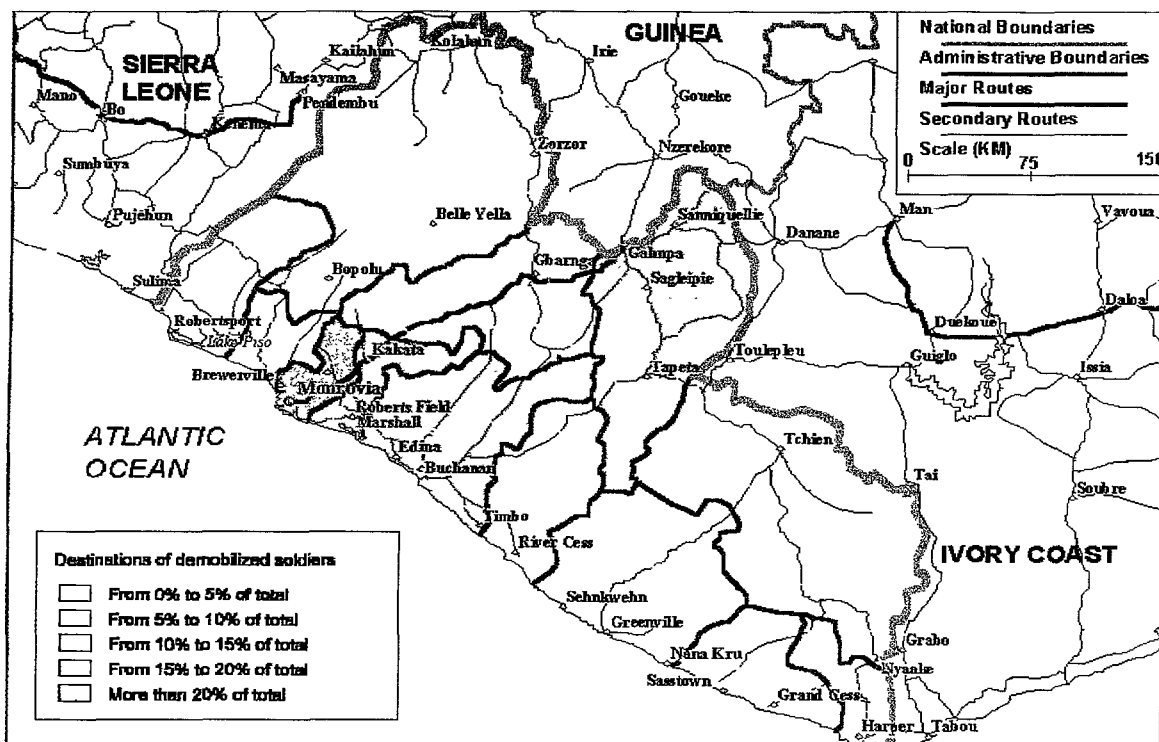 GUINEA
SIERRA
LEONE
Kailahun
Kolahun
Irie
Masayama
Pendembu
Goueke
Mano
Bo
Kenema
Zorzor
Nzerekore
Sumbuya
Pujehun
Belle Yella
Sanniquellie
Man
Vavoua
Danane
Gbarnga
Gahnpa
Sulima
Bopolu
Sagleipie
Daloa
Robertsport
Lake Piso
Duekoue
Kakata
Toulepleu
Guiglo
Brewerville
Tapeta
Issia
Monrovia
Roberts Field
Marshall
ATLANTIC
OCEAN
Edina
Tchien
Buchanan
Tai
Soubre
Timbo
River Cess
IVORY COAST
Sehnkwehn
Greenville
Grabo
Nana Kru
Nyaake
Sasstown
Grand Cess
Harper
Tabou
National Boundaries
Administrative Boundaries
Major Routes
Secondary Routes
Scale (KM)
0 75 150
Destinations of demobilized soldiers
From 0% to 5% of total
From 5% to 10% of total
From 10% to 15% of total
From 15% to 20% of total
More than 20% of total